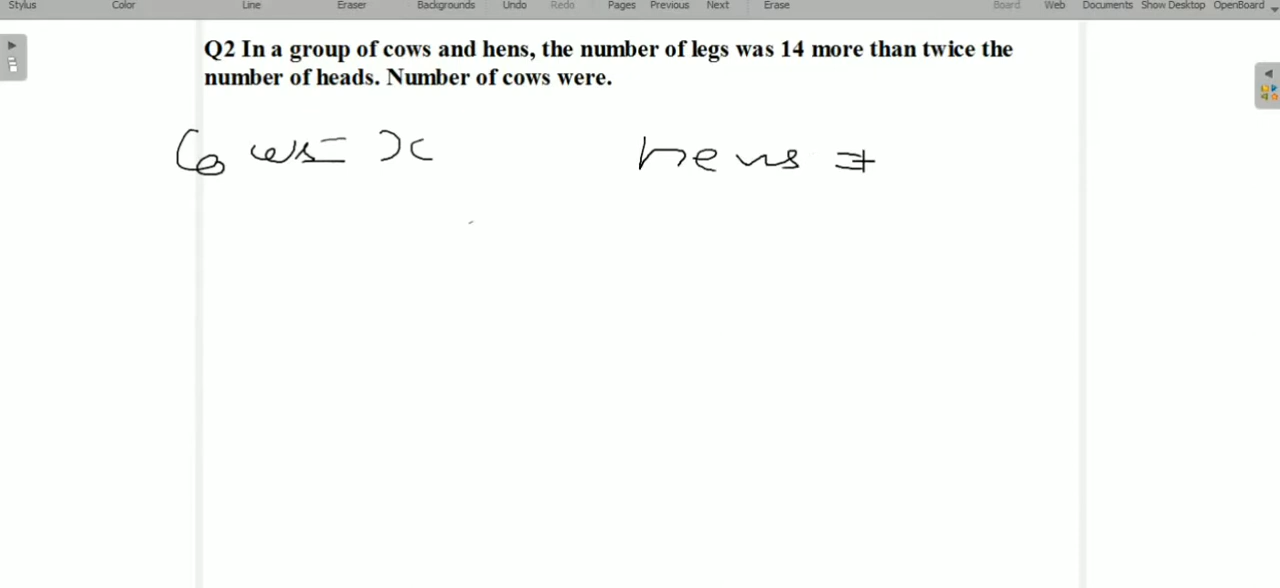 Stylus Color Line Eraser Backgrounds Undo Redo Pages Previous Next Erase Board Web Documents Show Desktop OpenBoard
Q2 In a group of cows and hens, the number of legs was 14 more than twice the
number of heads. Number of cows were.
Cows = x hens =